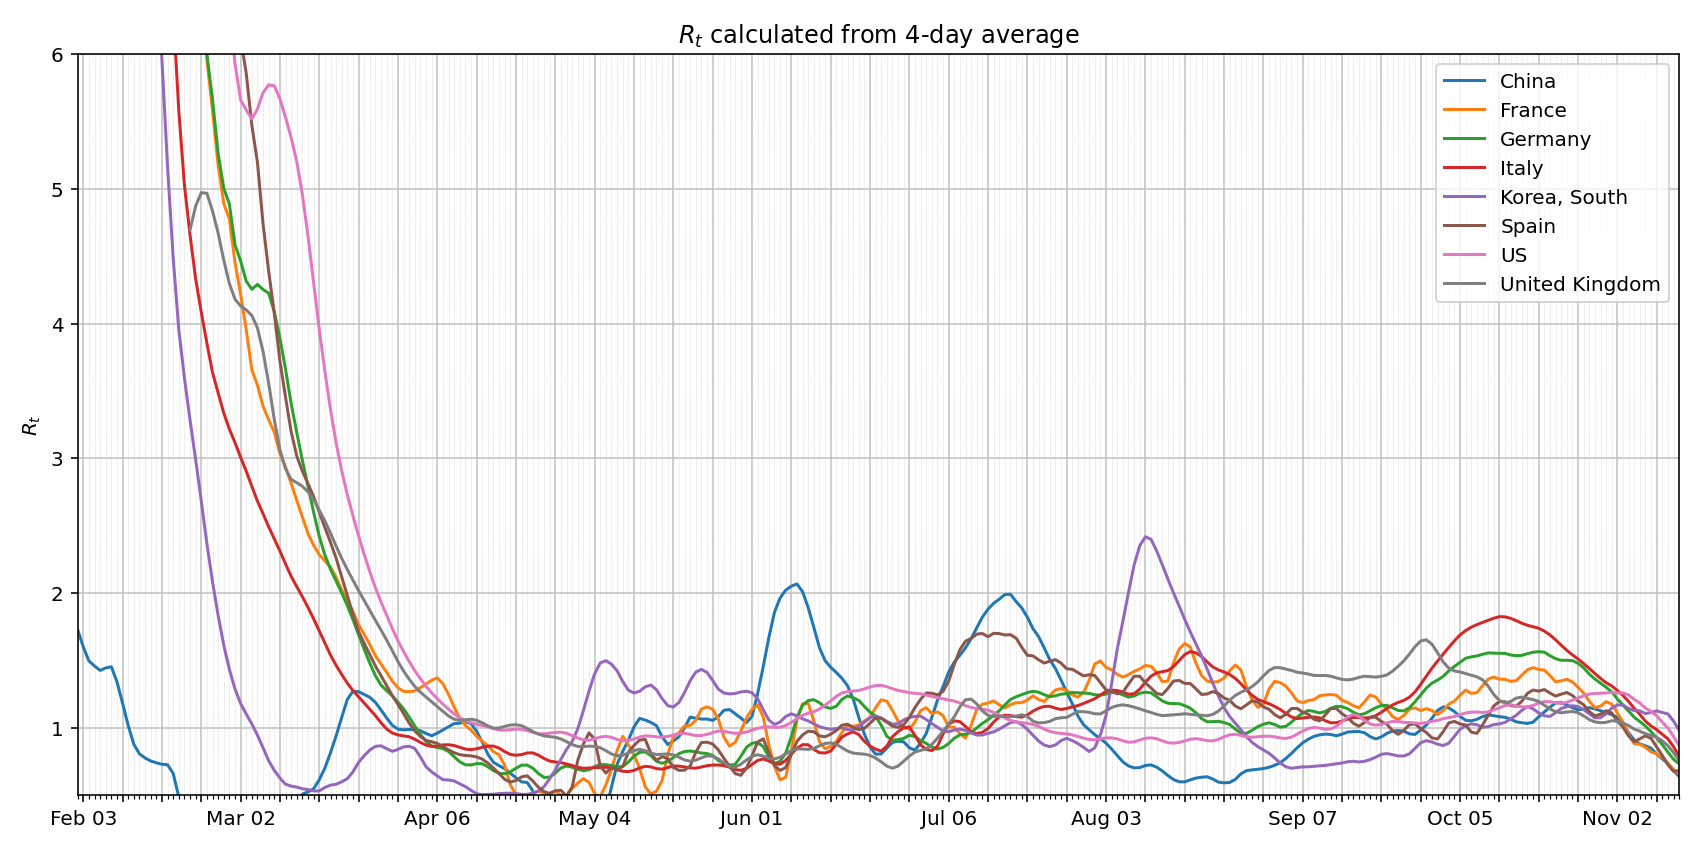 Rt calculated from 4-day average
6
5
4
3
2
1
Rt
China
France
Germany
Italy
Korea, South
Spain
US
United Kingdom
Feb 03 Mar 02 Apr 06 May 04 Jun 01 Jul 06 Aug 03 Sep 07 Oct 05 Nov 02